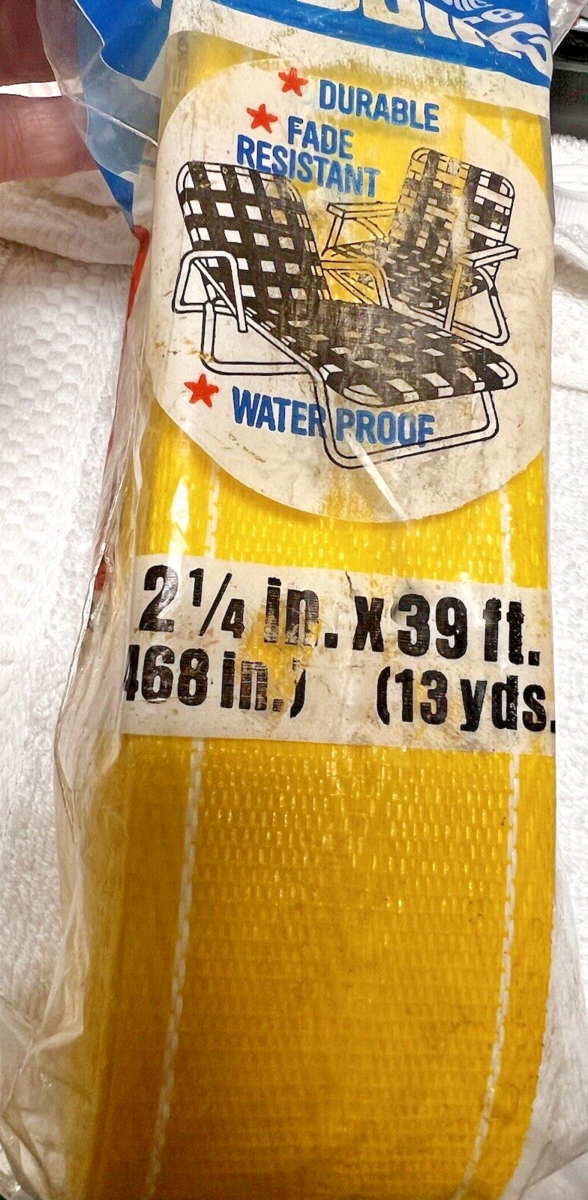 DURABLE
FADE
RESISTANT
WATER PROOF
2 1/4 in. x 39 ft.
468 in.) (13 yds.